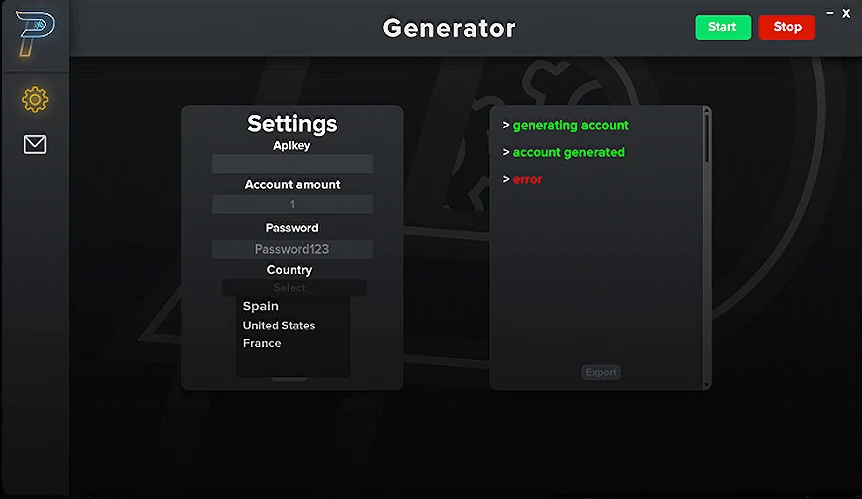 Generator
Start
Stop
Settings
Apikey
Account amount
1
Password
Password123
Country
Select
Spain
United States
France
> generating account
> account generated
> error
Export